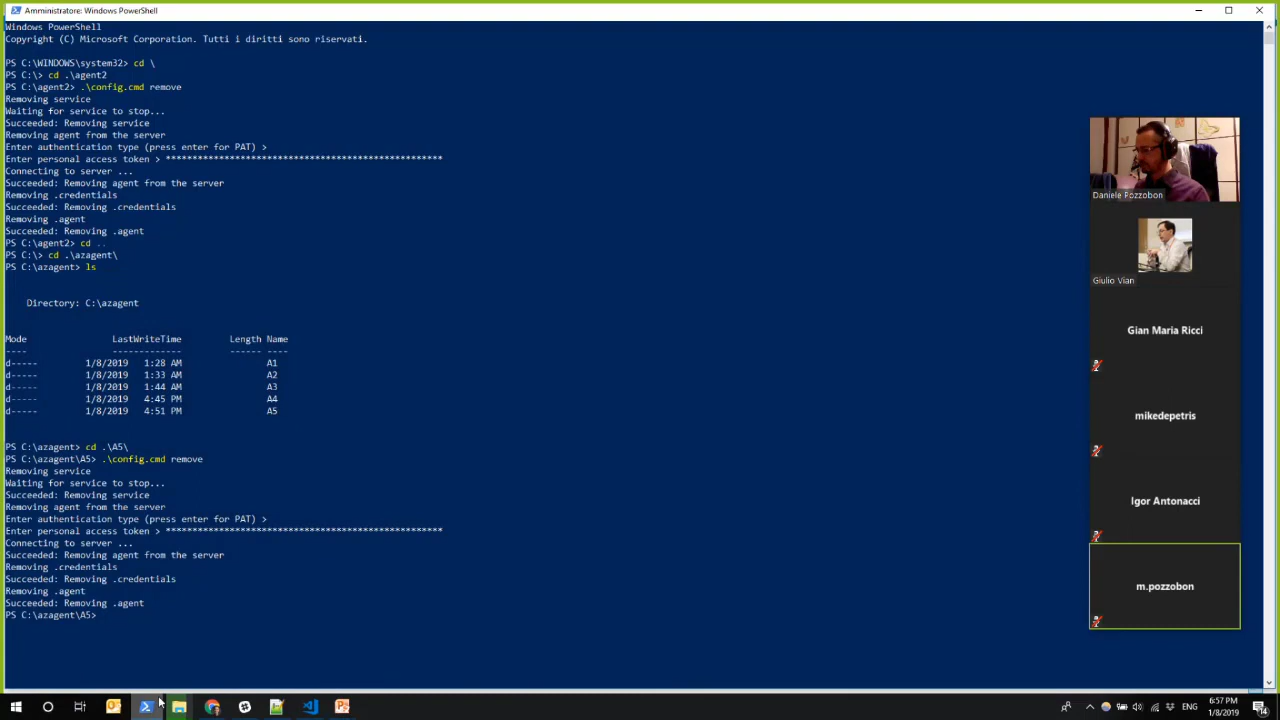 Amministratore: Windows PowerShell
Windows PowerShell
Copyright (C) Microsoft Corporation. Tutti i diritti sono riservati.
PS C:\WINDOWS\system32> cd \
PS C:\> cd .\agent2
PS C:\agent2> .\config.cmd remove
Removing service
Waiting for service to stop...
Succeeded: Removing service
Removing agent from the server
Enter authentication type (press enter for PAT) >
Enter personal access token > ****************************************************
Connecting to server ...
Succeeded: Removing agent from the server
Removing .credentials
Succeeded: Removing .credentials
Removing .agent
Succeeded: Removing .agent
PS C:\agent2> cd ..
PS C:\> cd .\azagent\
PS C:\azagent> ls
Directory: C:\azagent
Mode LastWriteTime Length Name
---- ------------- ------ ----
d----- 1/8/2019 1:28 AM A1
d----- 1/8/2019 1:33 AM A2
d----- 1/8/2019 1:44 AM A3
d----- 1/8/2019 4:45 PM A4
d----- 1/8/2019 4:51 PM A5
PS C:\azagent> cd .\A5\
PS C:\azagent\A5> .\config.cmd remove
Removing service
Waiting for service to stop...
Succeeded: Removing service
Removing agent from the server
Enter authentication type (press enter for PAT) >
Enter personal access token > ****************************************************
Connecting to server ...
Succeeded: Removing agent from the server
Removing .credentials
Succeeded: Removing .credentials
Removing .agent
Succeeded: Removing .agent
PS C:\azagent\A5>
Daniele Pozzobon
Giulio Vian
Gian Maria Ricci
mikedepetris
Igor Antonacci
m.pozzobon
ENG
6:57 PM
1/8/2019
14